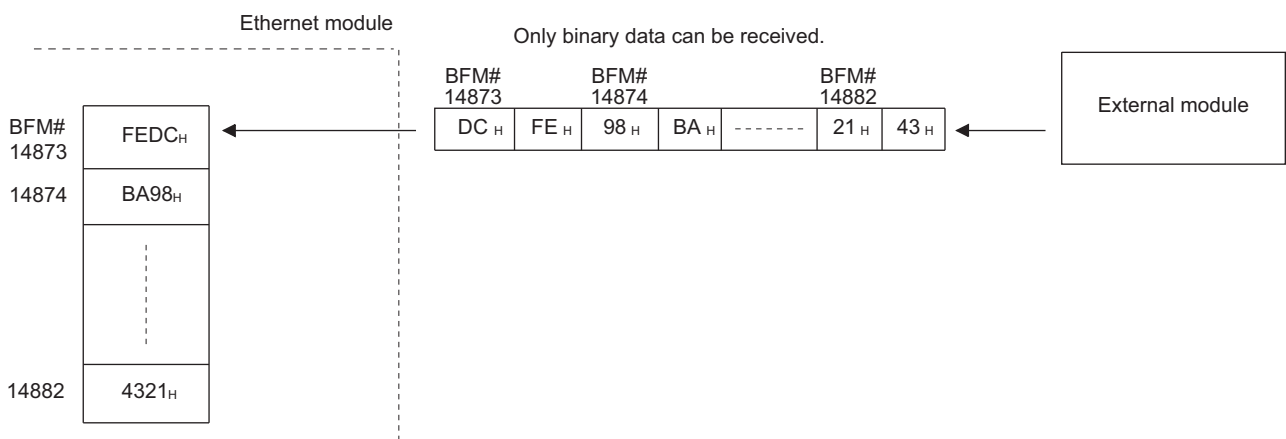 Ethernet module
Only binary data can be received.
BFM# BFM# BFM#
14873 14874 14882
DC H FE H 98 H BA H 21 H 43 H
External module
BFM# FEDCH
14873
14874 BA98H
14882 4321H